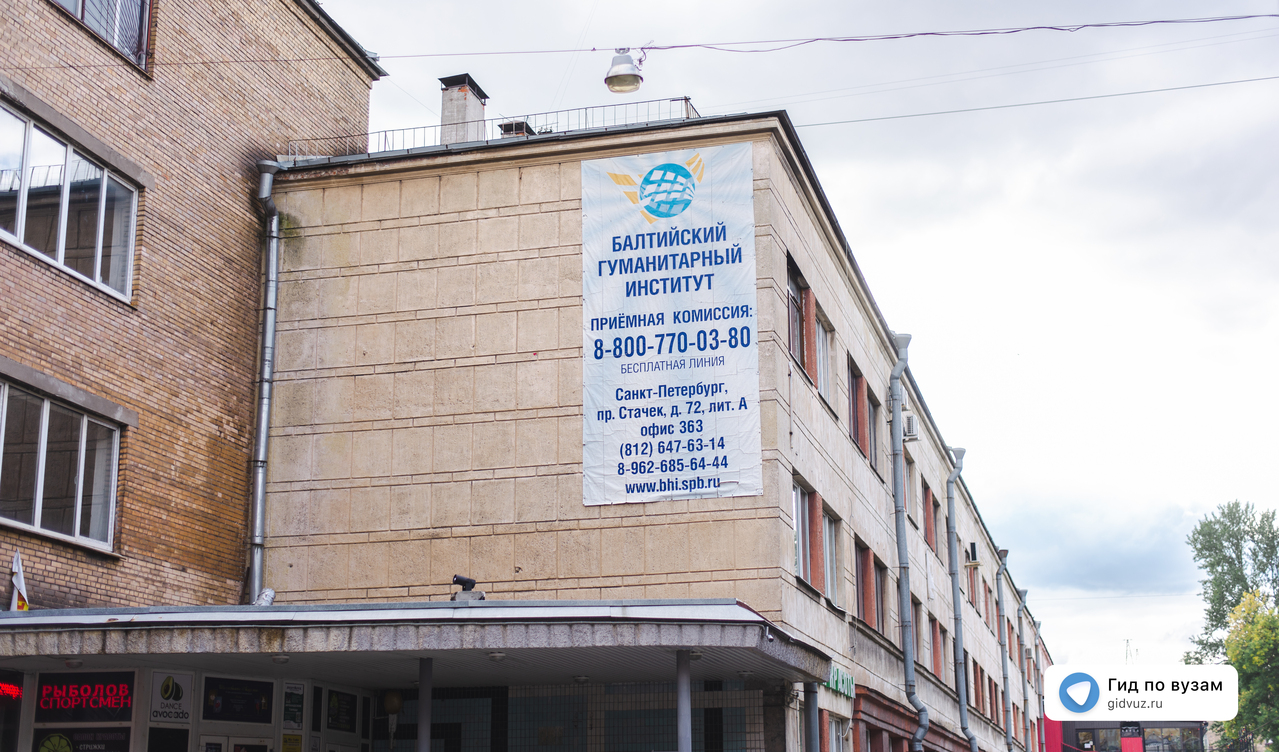 БАЛТИЙСКИЙ
ГУМАНИТАРНЫЙ
ИНСТИТУТ
ПРИЁМНАЯ КОМИССИЯ:
8-800-770-03-80
БЕСПЛАТНАЯ ЛИНИЯ
Санкт-Петербург,
пр. Стачек, д. 72, лит. А
офис 363
(812) 647-63-14
8-962-685-64-44
www.bhi.spb.ru
РЫБОЛОВ
СПОРТСМЕН
DANCE
avocado
Гид по вузам
gidvuz.ru